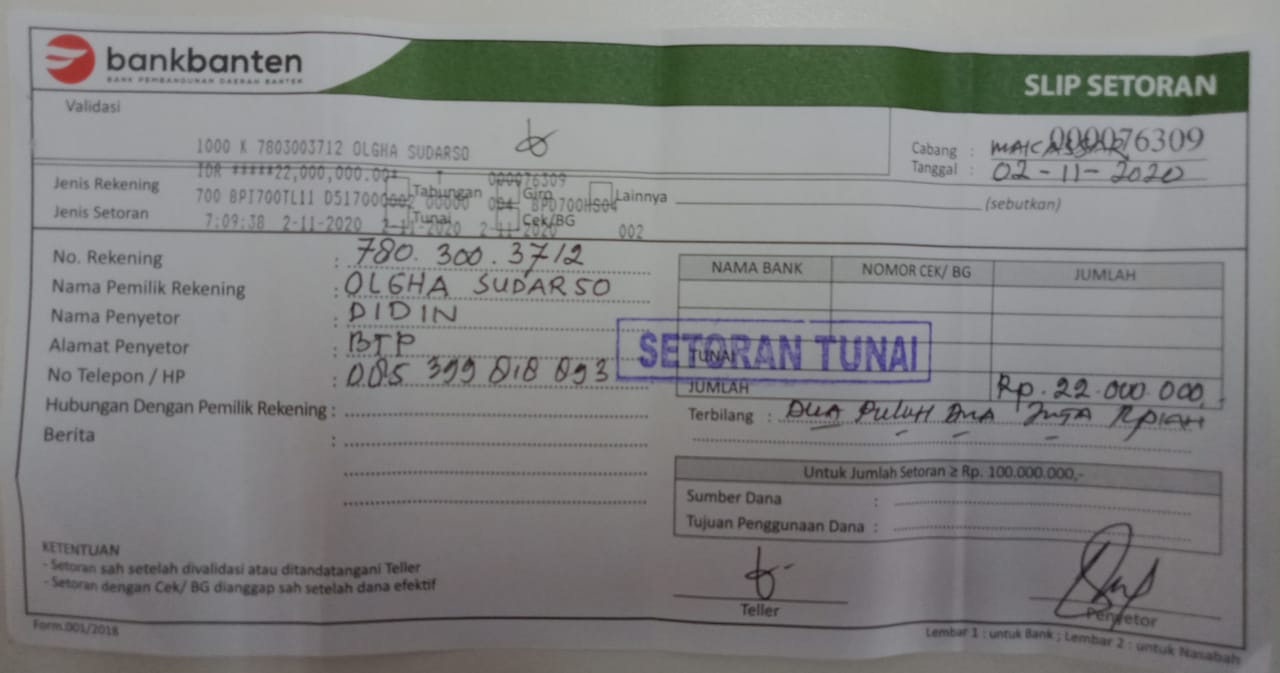 bankbanten
BANK PEMBANGUNAN DAERAH BANTEN
SLIP SETORAN
Validasi
1000 K 7803003712 OLGHA SUDARSO
000076309
Cabang : MAKASSAR
IDR *****22,000,000.00* 000076309
Tanggal : 02-11-2020
Jenis Rekening Tabungan Giro Lainnya (sebutkan)
700 BPI700TL11
Jenis Setoran Tunai Cek/BG
7:09:38 2-11-2020 2-11-2020 2-11-2020 002
No. Rekening : 780. 300. 3712
Nama Pemilik Rekening : OLGHA SUDARSO
Nama Penyetor : DIDIN
Alamat Penyetor : BTP
No Telepon / HP : 085 399 818 893
Hubungan Dengan Pemilik Rekening :
Berita :
NAMA BANK NOMOR CEK/ BG JUMLAH
SETORAN TUNAI
TUNAI
JUMLAH Rp. 22.000.000,
Terbilang : DUA PULUH DUA JUTA RPIAH
Untuk Jumlah Setoran ≥ Rp. 100.000.000,-
Sumber Dana :
Tujuan Penggunaan Dana :
KETENTUAN
- Setoran sah setelah divalidasi atau ditandatangani Teller
- Setoran dengan Cek/ BG dianggap sah setelah dana efektif
Teller
Penyetor
Form.001/2018
Lembar 1 : untuk Bank ; Lembar 2 : untuk Nasabah